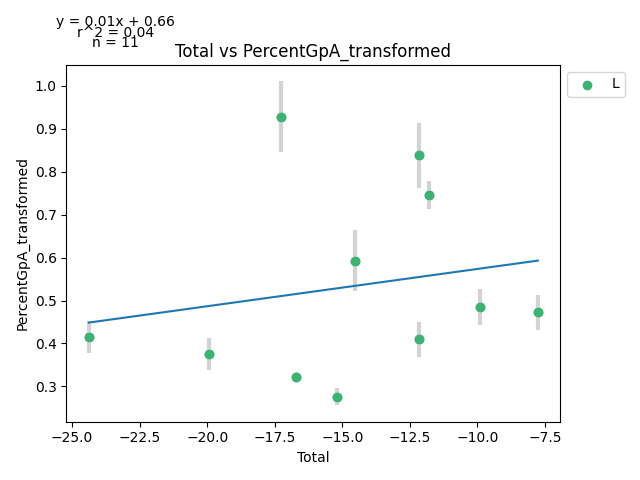 y = 0.01x + 0.66
r^2 = 0.04
n = 11
Total vs PercentGpA_transformed
L
PercentGpA_transformed
1.0
0.9
0.8
0.7
0.6
0.5
0.4
0.3
−25.0 −22.5 −20.0 −17.5 −15.0 −12.5 −10.0 −7.5
Total